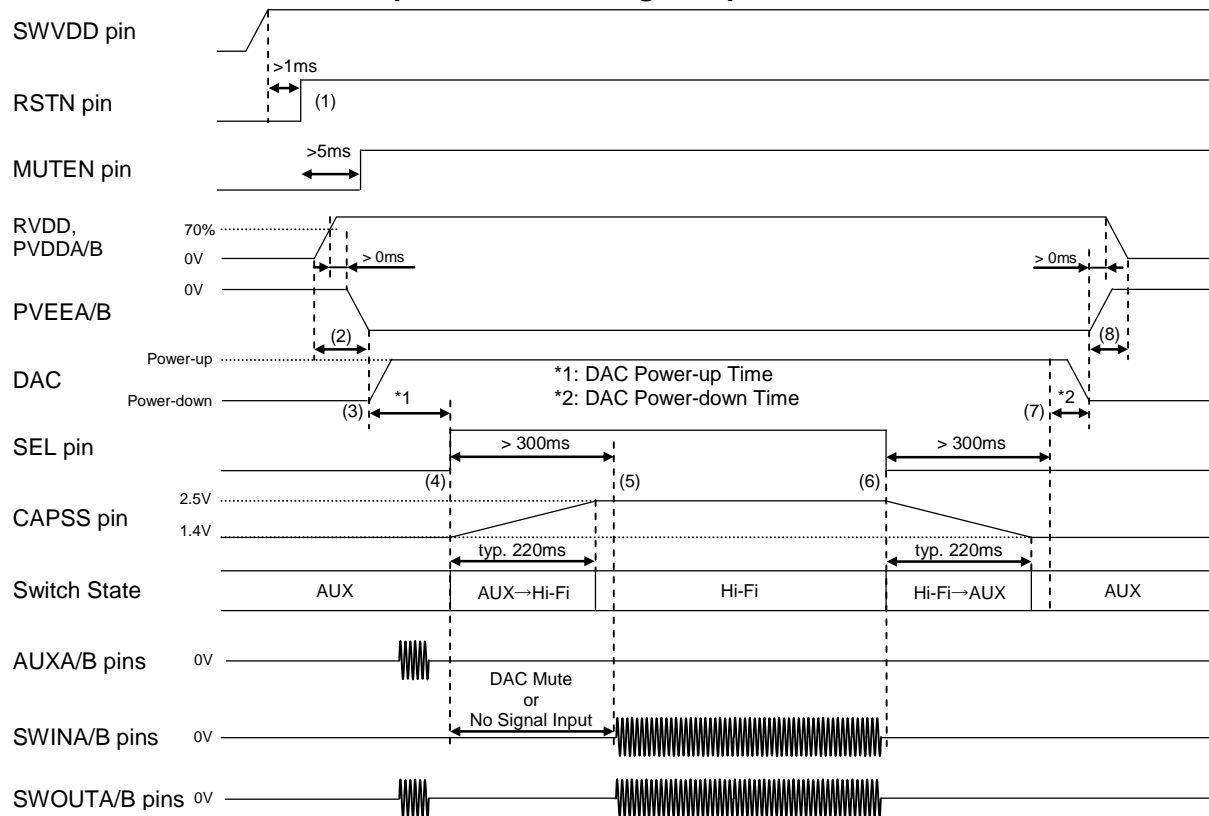 SWVDD pin
>1ms
RSTN pin
(1)
>5ms
MUTEN pin
RVDD,
PVDDA/B
70%
0V
> 0ms
> 0ms
0V
PVEEA/B
(2)
(8)
Power-up
DAC
*1: DAC Power-up Time
*2: DAC Power-down Time
Power-down
(3)
*1
(7)
*2
SEL pin
> 300ms
> 300ms
(4)
(5)
(6)
2.5V
CAPSS pin
1.4V
typ. 220ms
typ. 220ms
Switch State
AUX
AUX→Hi-Fi
Hi-Fi
Hi-Fi→AUX
AUX
AUXA/B pins
0V
DAC Mute
or
No Signal Input
SWINA/B pins
0V
SWOUTA/B pins
0V